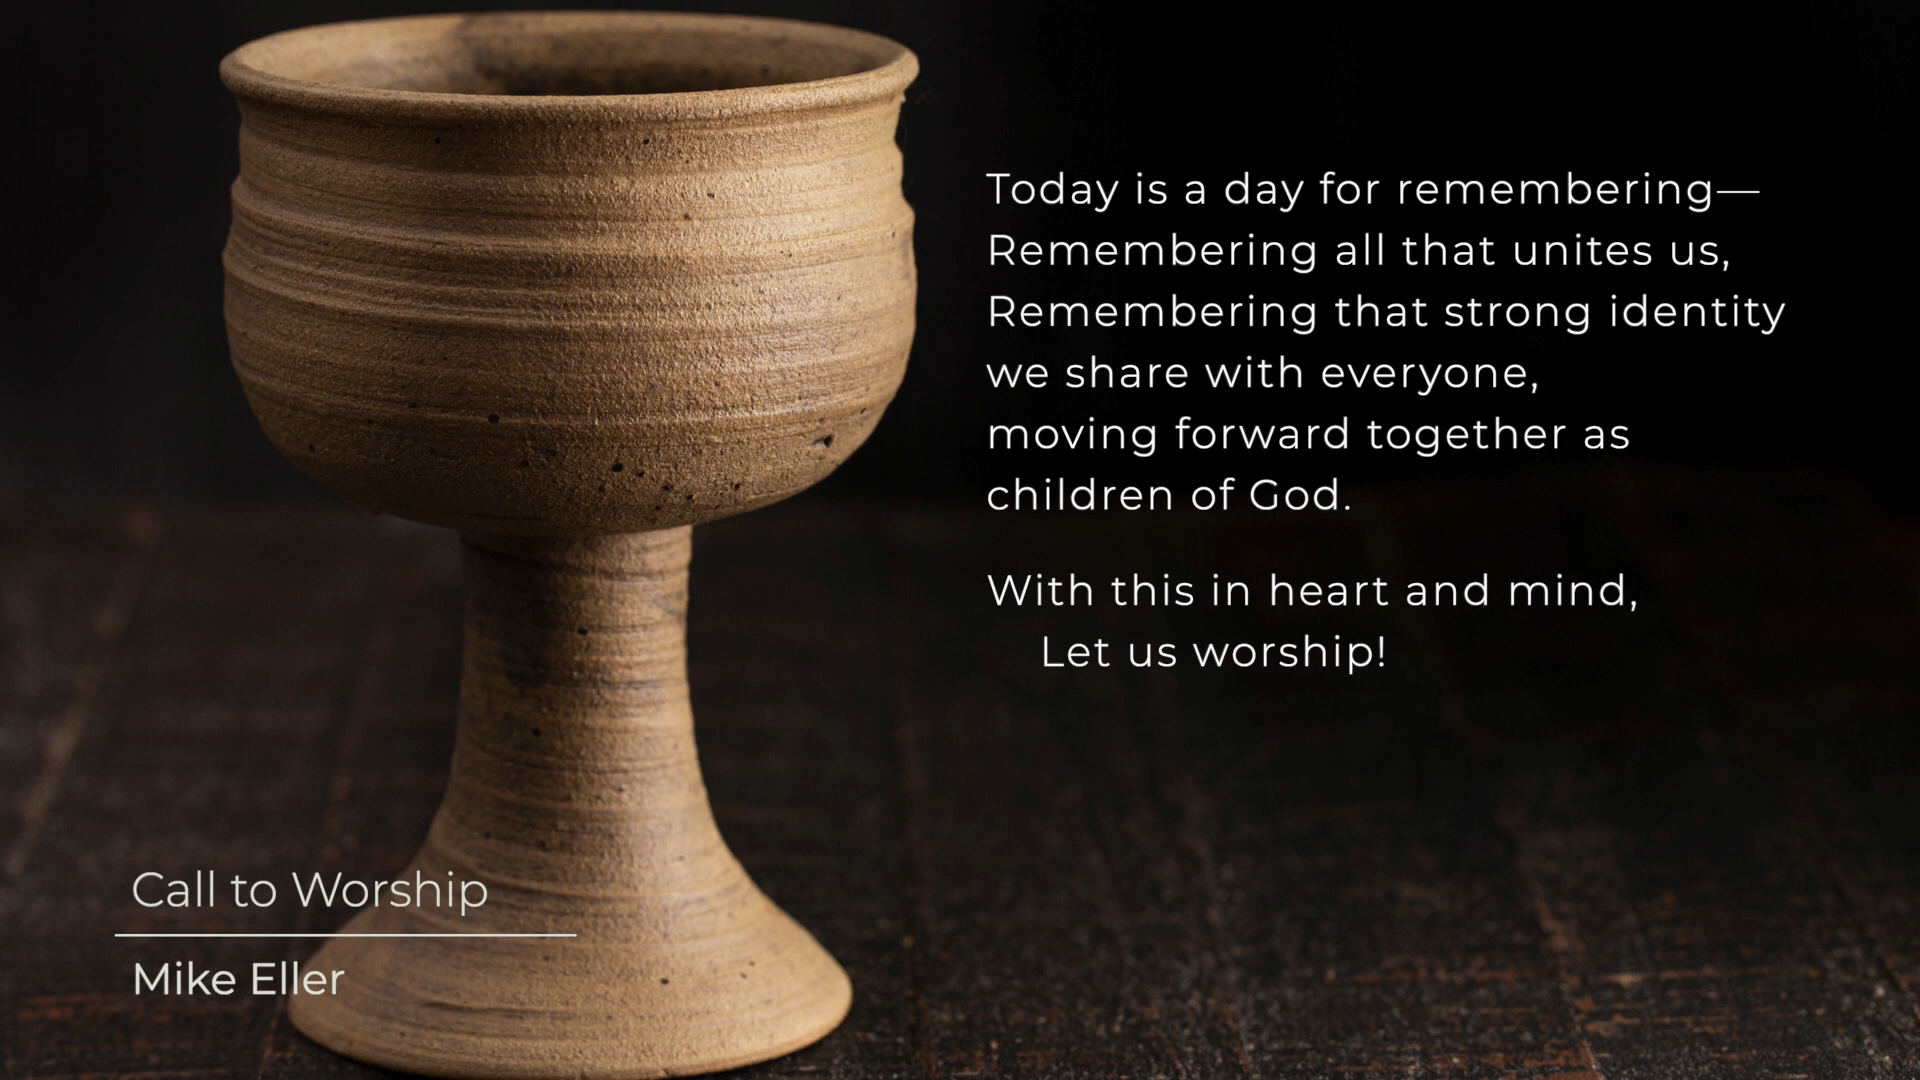 Today is a day for remembering—
Remembering all that unites us,
Remembering that strong identity
we share with everyone,
moving forward together as
children of God.
With this in heart and mind,
Let us worship!
Call to Worship
Mike Eller